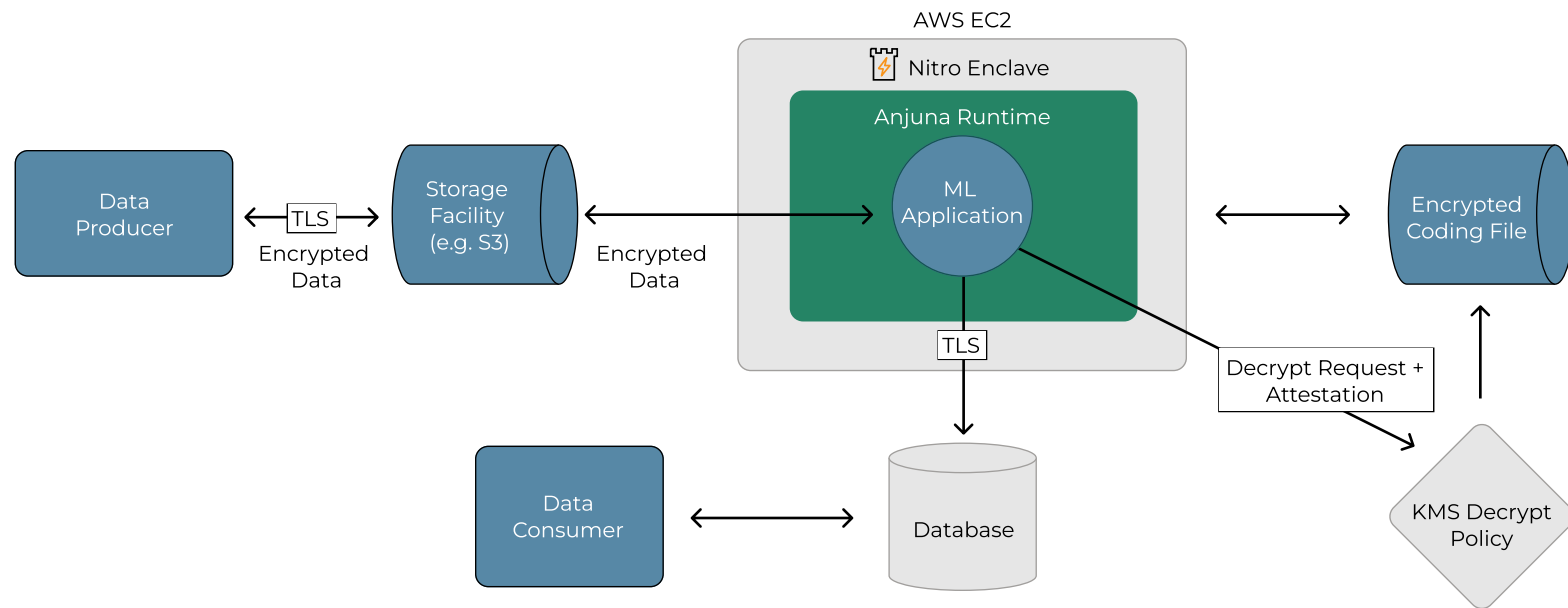 AWS EC2
Nitro Enclave
Anjuna Runtime
ML
Application
Data
Producer
TLS
Encrypted
Data
Storage
Facility
(e.g. S3)
Encrypted
Data
Encrypted
Coding File
TLS
Decrypt Request +
Attestation
Data
Consumer
Database
KMS Decrypt
Policy